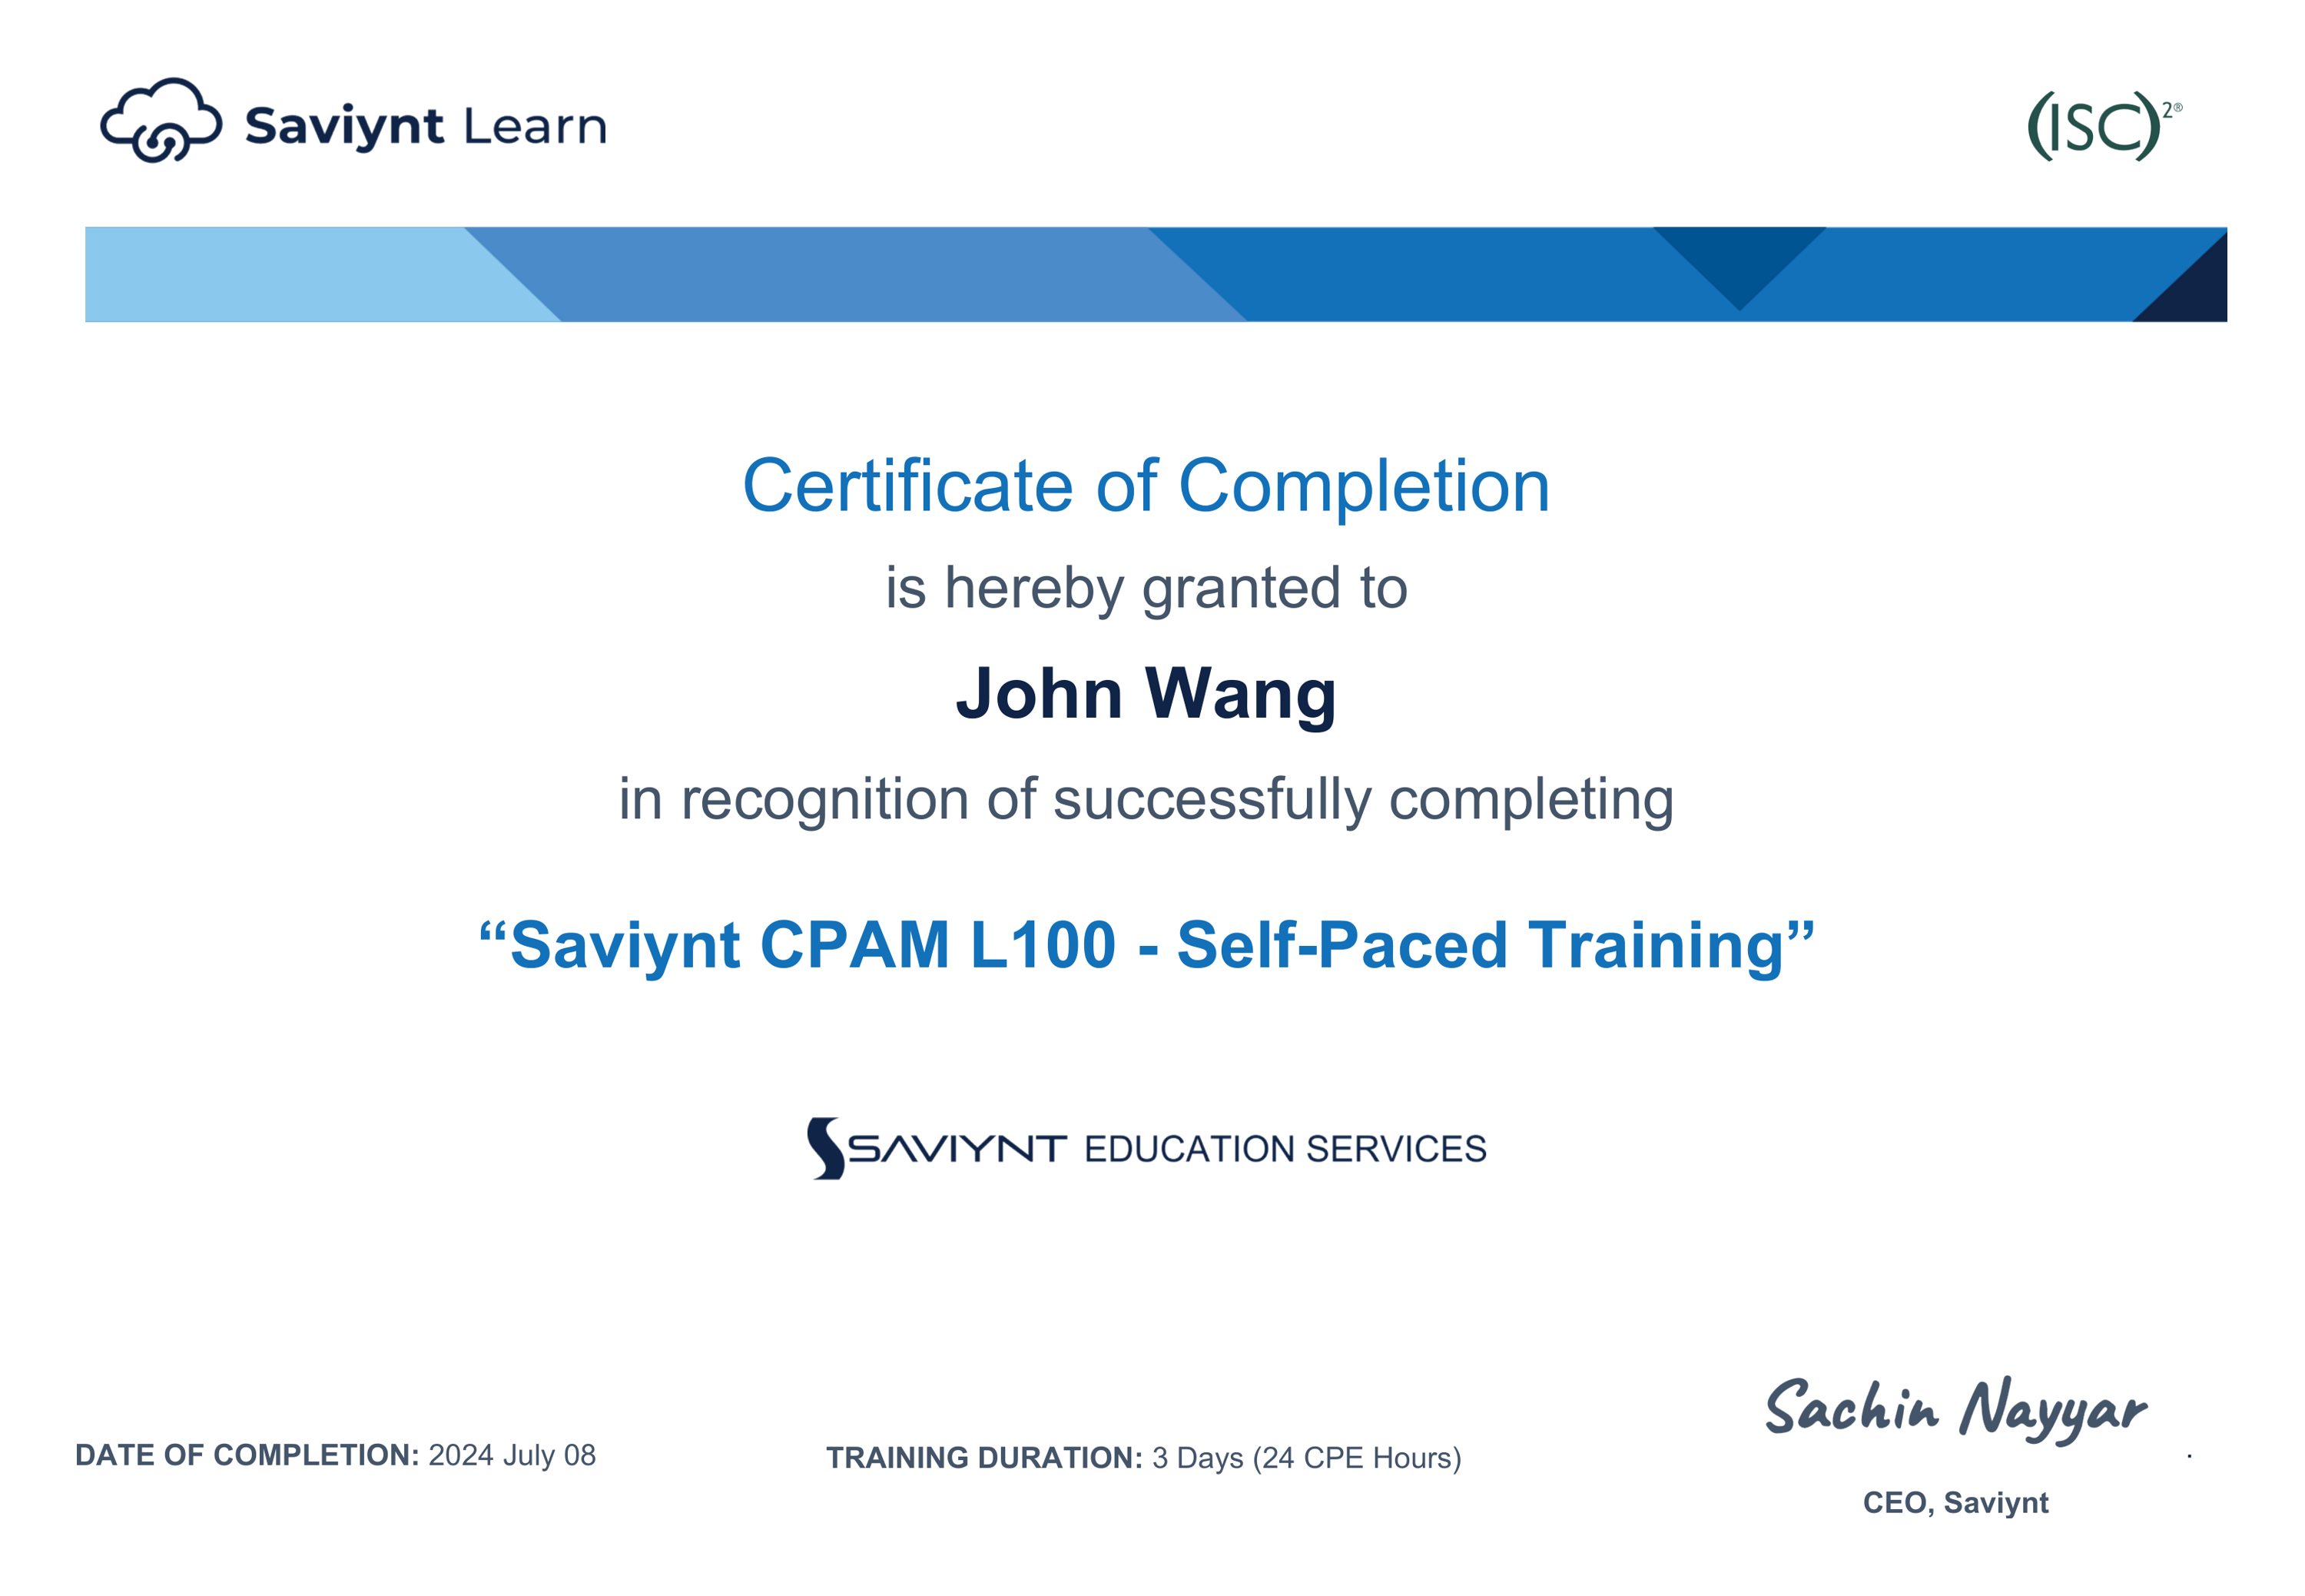 Saviynt Learn
(ISC)²®
Certificate of Completion
is hereby granted to
John Wang
in recognition of successfully completing
“Saviynt CPAM L100 - Self-Paced Training”
SAVIYNT EDUCATION SERVICES
Sachin Nayyar
DATE OF COMPLETION: 2024 July 08
TRAINING DURATION: 3 Days (24 CPE Hours)
.
CEO, Saviynt